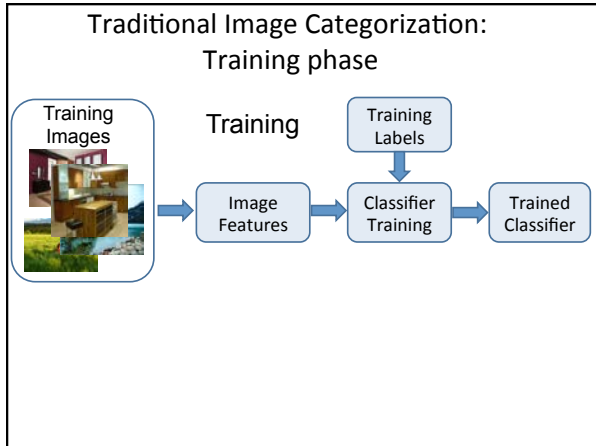 Traditional Image Categorization:
Training phase
Training
Images
Training
Training
Labels
Image
Features
Classifier
Training
Trained
Classifier